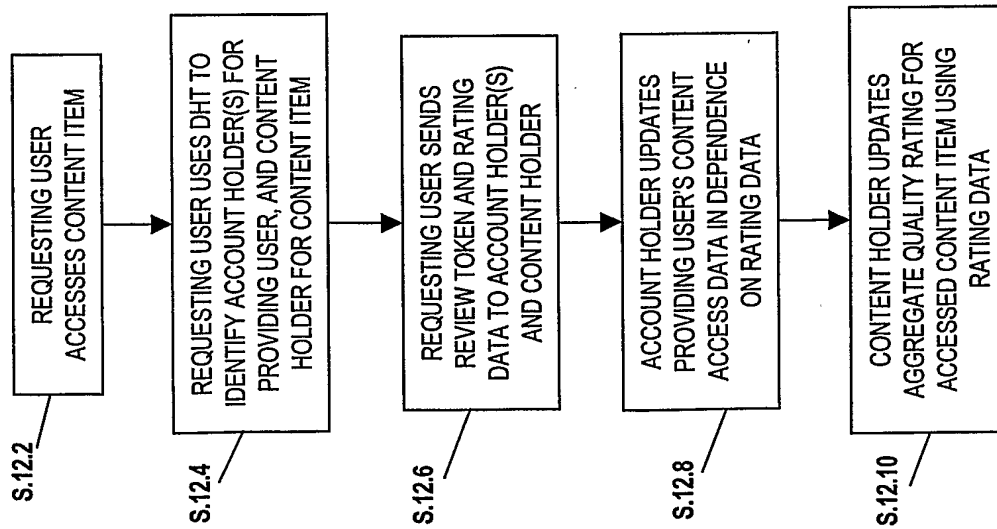 S.12.2
REQUESTING USER
ACCESSES CONTENT ITEM
S.12.4
REQUESTING USER USES DHT TO
IDENTIFY ACCOUNT HOLDER(S) FOR
PROVIDING USER, AND CONTENT
HOLDER FOR CONTENT ITEM
S.12.6
REQUESTING USER SENDS
REVIEW TOKEN AND RATING
DATA TO ACCOUNT HOLDER(S)
AND CONTENT HOLDER
S.12.8
ACCOUNT HOLDER UPDATES
PROVIDING USER'S CONTENT
ACCESS DATA IN DEPENDENCE
ON RATING DATA
S.12.10
CONTENT HOLDER UPDATES
AGGREGATE QUALITY RATING FOR
ACCESSED CONTENT ITEM USING
RATING DATA